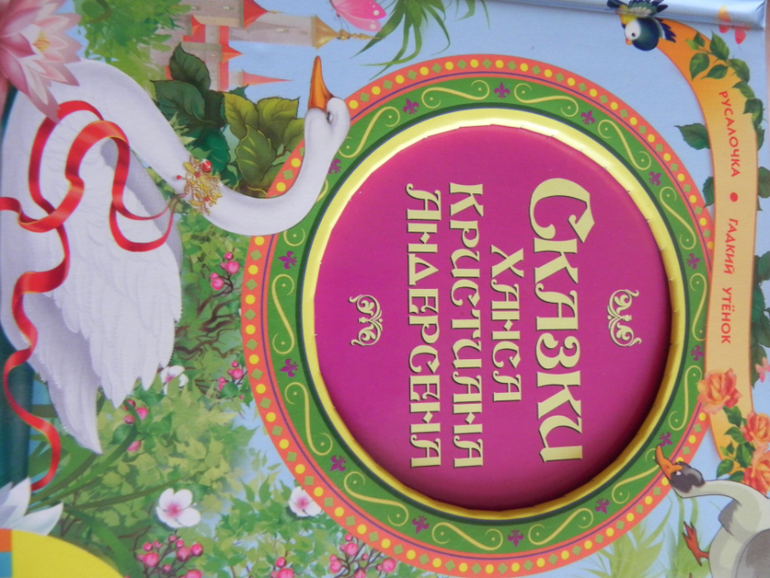 РУСАЛОЧКА • ГАДКИЙ УТЁНОК
СКАЗКИ
ХАНСА
КРИСТИАНА
АНДЕРСЕНА